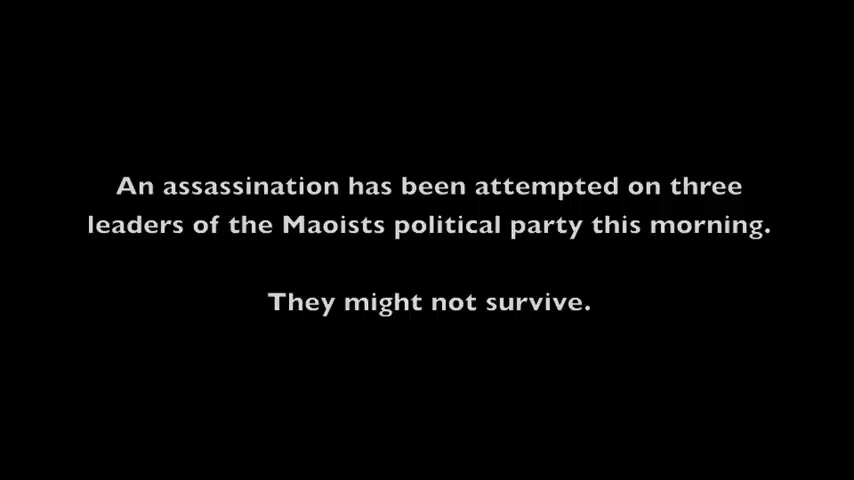 An assassination has been attempted on three
leaders of the Maoists political party this morning.
They might not survive.